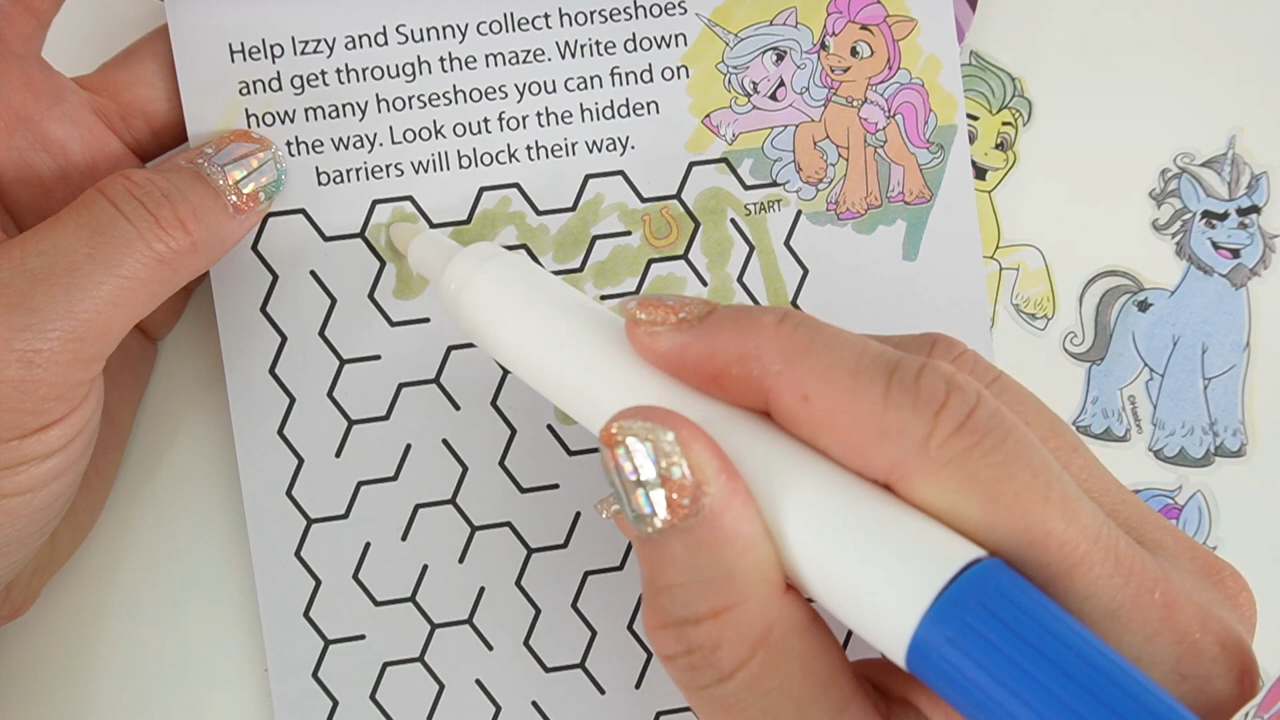 Help Izzy and Sunny collect horseshoes
and get through the maze. Write down
how many horseshoes you can find on
the way. Look out for the hidden
barriers will block their way.
START
©Hasbro